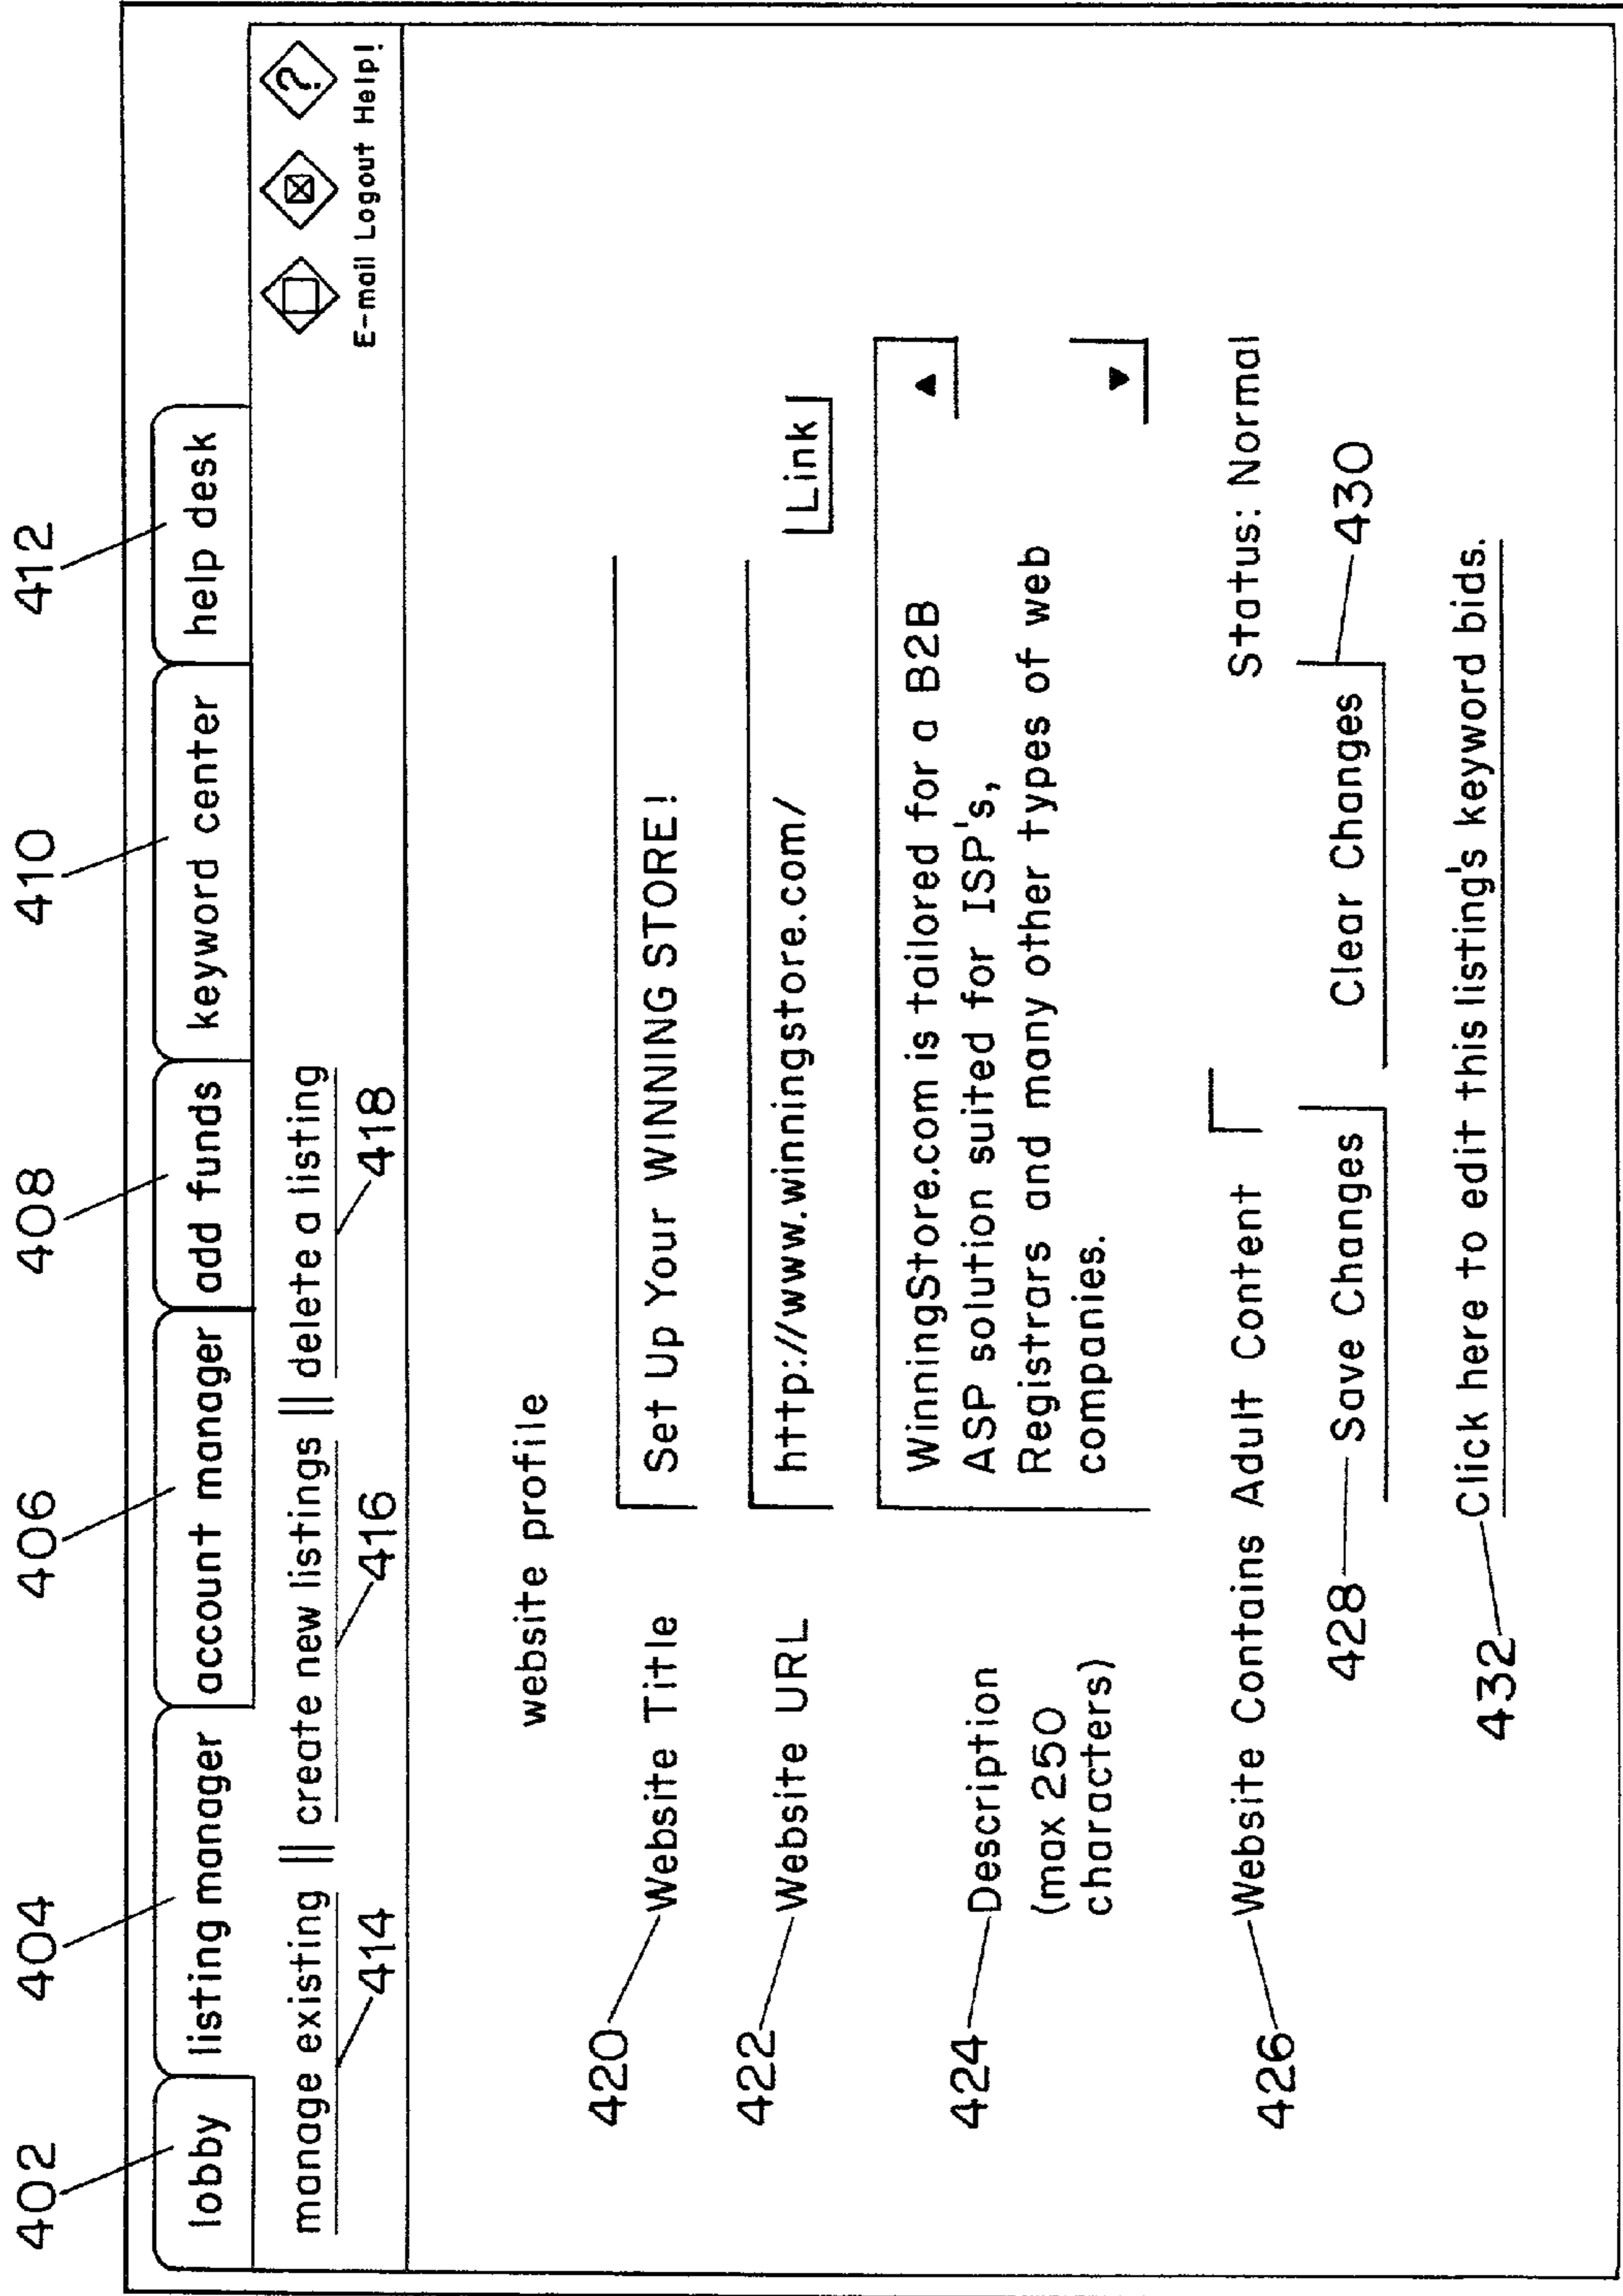 402 404 406 408 410 412
lobby listing manager account manager add funds keyword center help desk
manage existing || create new listings || delete a listing
414 416 418
E-mail Logout Help!
?
website profile
420 Website Title Set Up Your WINNING STORE!
422 Website URL http://www.winningstore.com/ Link
424 Description
(max 250
characters)
WinningStore.com is tailored for a B2B
ASP solution suited for ISP's,
Registrars and many other types of web
companies.
426 Website Contains Adult Content Status: Normal
428 Save Changes Clear Changes 430
432 Click here to edit this listing's keyword bids.